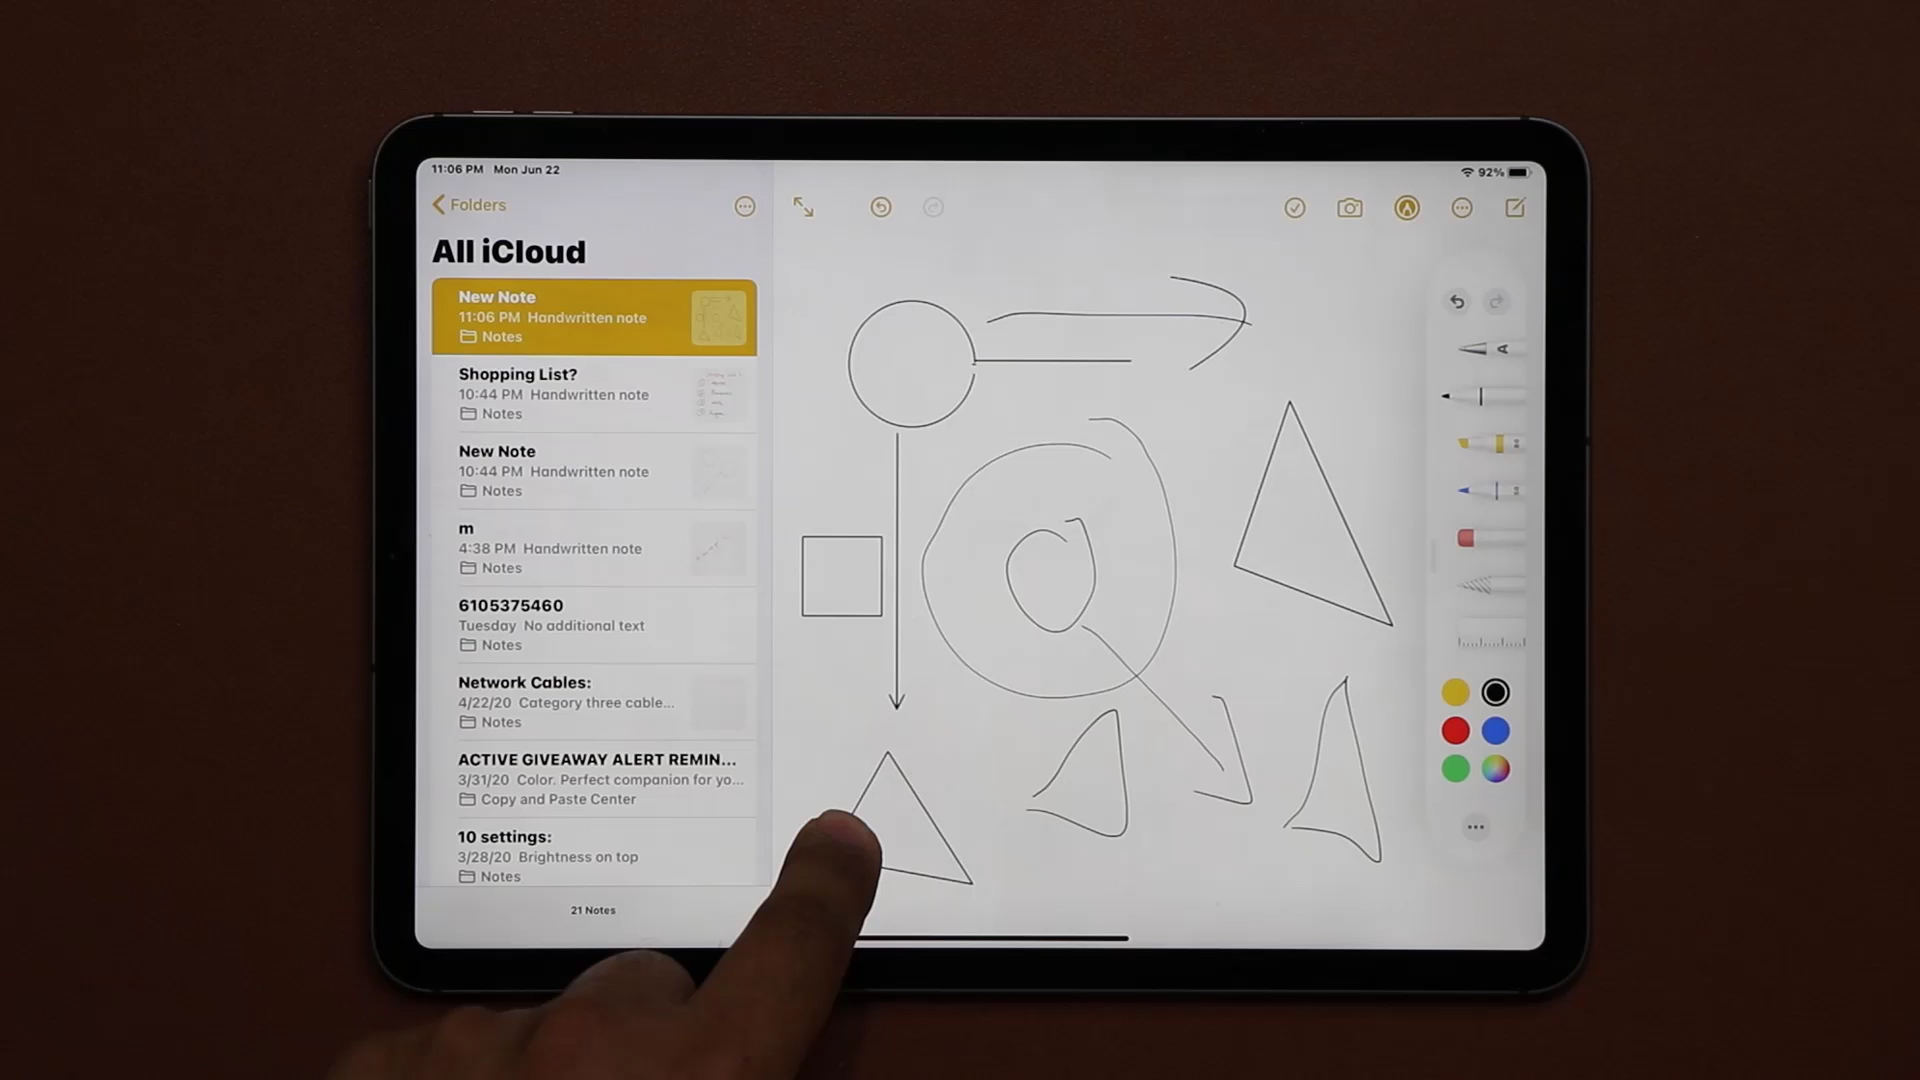 11:06 PM Mon Jun 22
92%
Folders
All iCloud
New Note
11:06 PM Handwritten note
Notes
Shopping List?
10:44 PM Handwritten note
Notes
New Note
10:44 PM Handwritten note
Notes
m
4:38 PM Handwritten note
Notes
6105375460
Tuesday No additional text
Notes
Network Cables:
4/22/20 Category three cable...
Notes
ACTIVE GIVEAWAY ALERT REMIN...
3/31/20 Color. Perfect companion for yo...
Copy and Paste Center
10 settings:
3/28/20 Brightness on top
Notes
21 Notes
A